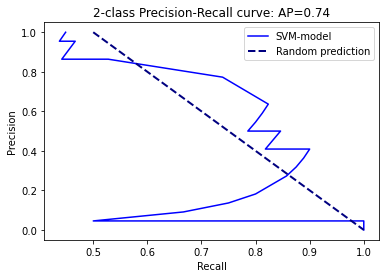 2-class Precision-Recall curve: AP=0.74
SVM-model
Random prediction
Precision
1.0
0.8
0.6
0.4
0.2
0.0
0.5 0.6 0.7 0.8 0.9 1.0
Recall